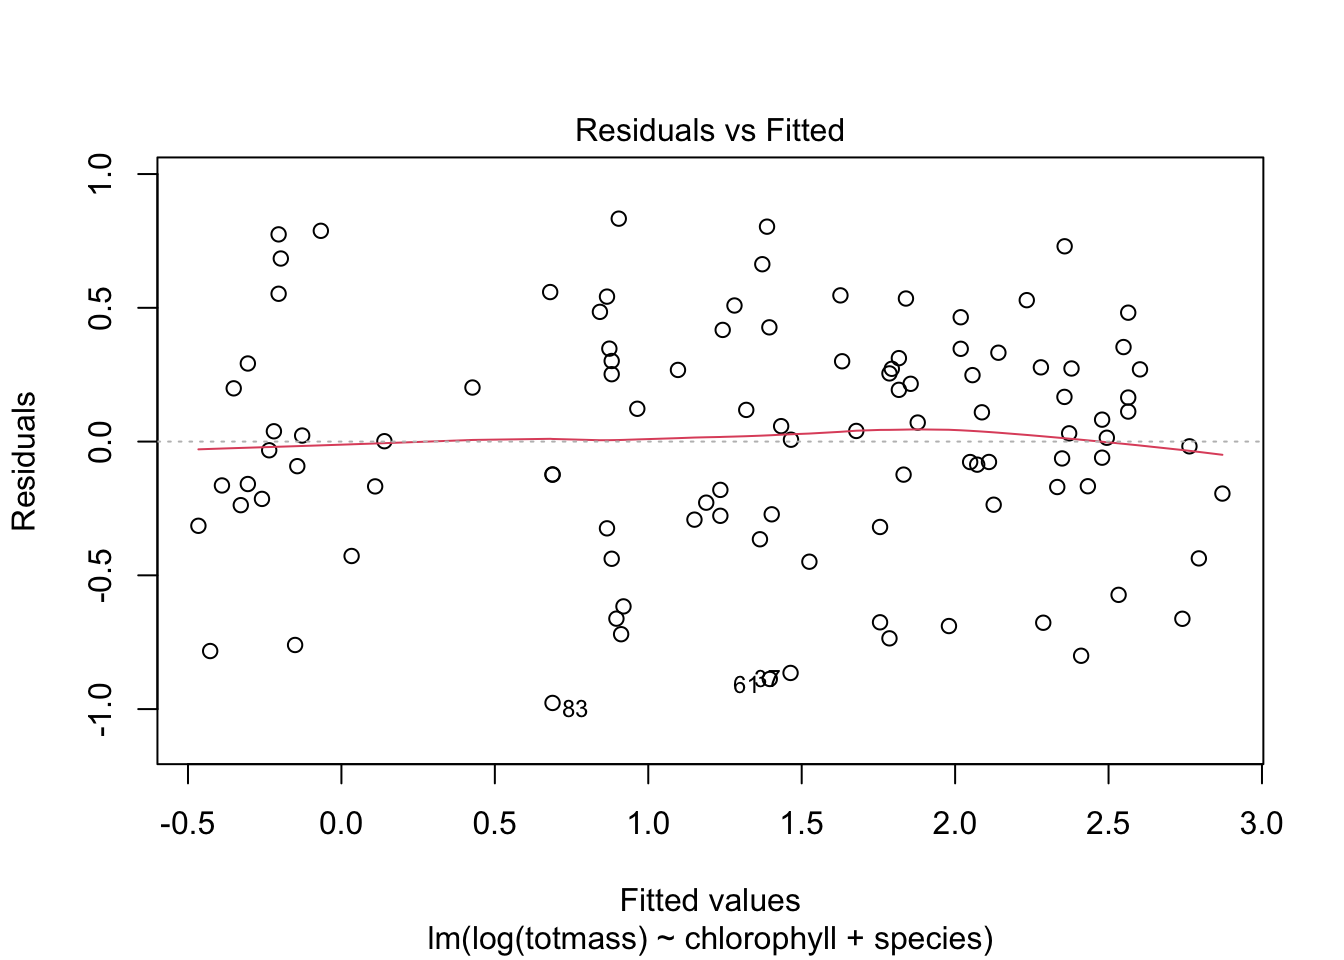 Residuals vs Fitted
Residuals
1.0
0.5
0.0
-0.5
-1.0
61
37
83
-0.5 0.0 0.5 1.0 1.5 2.0 2.5 3.0
Fitted values
lm(log(totmass) ~ chlorophyll + species)